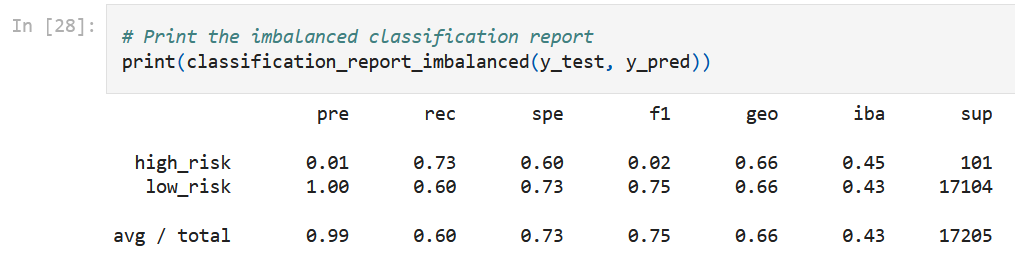 In [28]:
# Print the imbalanced classification report
print(classification_report_imbalanced(y_test, y_pred))
pre rec spe f1 geo iba sup
high_risk 0.01 0.73 0.60 0.02 0.66 0.45 101
low_risk 1.00 0.60 0.73 0.75 0.66 0.43 17104
avg / total 0.99 0.60 0.73 0.75 0.66 0.43 17205